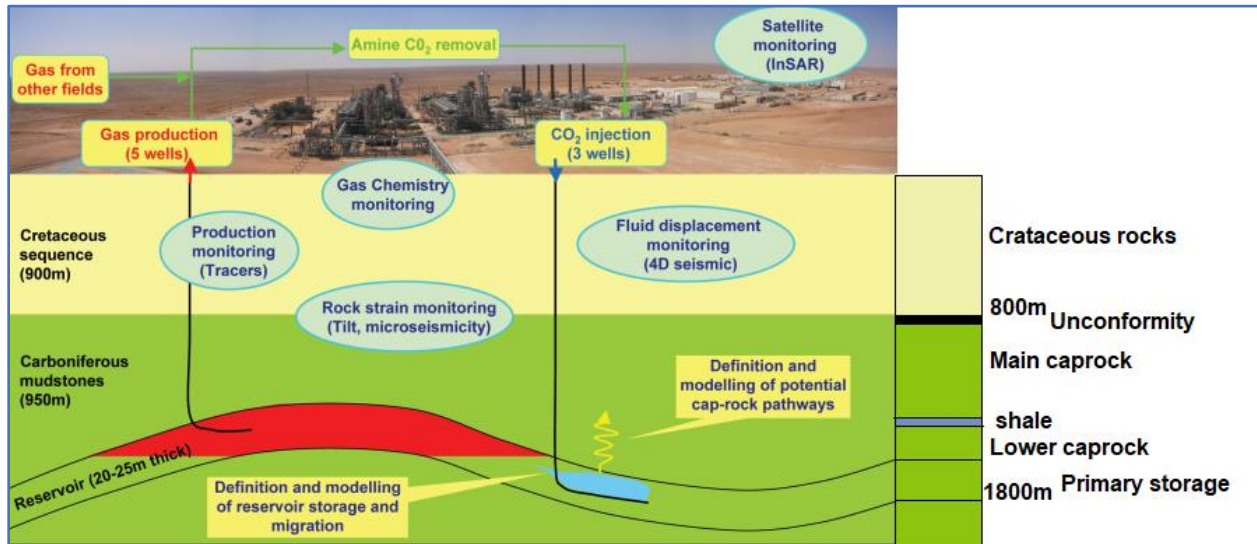 Satellite
monitoring
(InSAR)
Amine C0₂ removal
Gas from
other fields
Gas production
(5 wells)
CO₂ injection
(3 wells)
Gas Chemistry
monitoring
Cretaceous
sequence
(900m)
Production
monitoring
(Tracers)
Fluid displacement
monitoring
(4D seismic)
Rock strain monitoring
(Tilt, microseismicity)
Carboniferous
mudstones
(950m)
Definition and
modelling of potential
cap-rock pathways
Reservoir (20-25m thick)
Definition and modelling
of reservoir storage and
migration
Crataceous rocks
800m Unconformity
Main caprock
shale
Lower caprock
1800m Primary storage